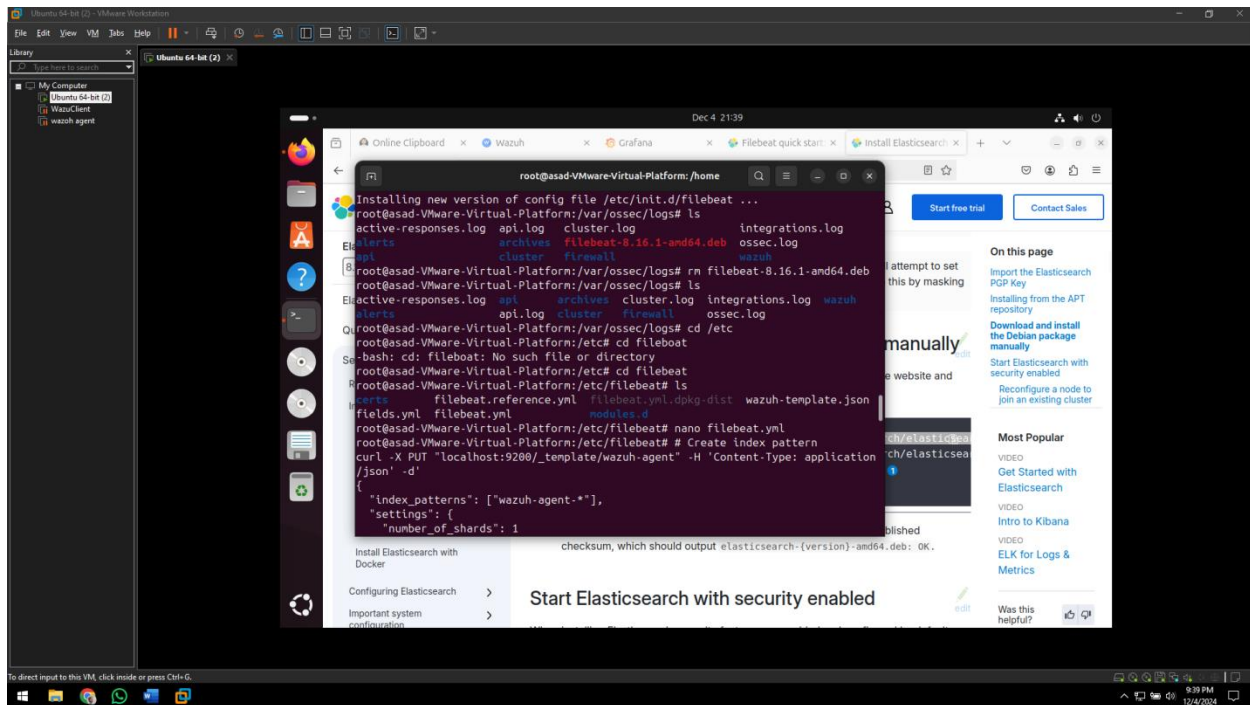 Ubuntu 64-bit (2) - VMware Workstation
File Edit View VM Tabs Help
Library
Type here to search
My Computer
Ubuntu 64-bit (2)
WazuClient
wazoh agent
Ubuntu 64-bit (2)
Dec 4 21:39
Online Clipboard
Wazuh
Grafana
Filebeat quick start
Install Elasticsearch
root@asad-VMware-Virtual-Platform: /home
Start free trial
Contact Sales
Installing new version of config file /etc/init.d/filebeat ...
root@asad-VMware-Virtual-Platform:/var/ossec/logs# ls
active-responses.log api.log cluster.log integrations.log
alerts archives filebeat-8.16.1-amd64.deb ossec.log
api cluster firewall wazuh
root@asad-VMware-Virtual-Platform:/var/ossec/logs# rm filebeat-8.16.1-amd64.deb
root@asad-VMware-Virtual-Platform:/var/ossec/logs# ls
active-responses.log api archives cluster.log integrations.log wazuh
alerts api.log cluster firewall ossec.log
root@asad-VMware-Virtual-Platform:/var/ossec/logs# cd /etc
root@asad-VMware-Virtual-Platform:/etc# cd fileboat
-bash: cd: fileboat: No such file or directory
root@asad-VMware-Virtual-Platform:/etc# cd filebeat
root@asad-VMware-Virtual-Platform:/etc/filebeat# ls
certs filebeat.reference.yml filebeat.yml.dpkg-dist wazuh-template.json
fields.yml filebeat.yml modules.d
root@asad-VMware-Virtual-Platform:/etc/filebeat# nano filebeat.yml
root@asad-VMware-Virtual-Platform:/etc/filebeat# # Create index pattern
curl -X PUT "localhost:9200/_template/wazuh-agent" -H 'Content-Type: application
/json' -d'
{
"index_patterns": ["wazuh-agent-*"],
"settings": {
"number_of_shards": 1
l attempt to set
this by masking
manually
edit
e website and
ch/elasticsea
ch/elasticsea
1
blished
checksum, which should output elasticsearch-{version}-amd64.deb: OK.
Start Elasticsearch with security enabled
edit
Install Elasticsearch with
Docker
Configuring Elasticsearch
Important system
configuration
On this page
Import the Elasticsearch
PGP Key
Installing from the APT
repository
Download and install
the Debian package
manually
Start Elasticsearch with
security enabled
Reconfigure a node to
join an existing cluster
Most Popular
VIDEO
Get Started with
Elasticsearch
VIDEO
Intro to Kibana
VIDEO
ELK for Logs &
Metrics
Was this
helpful?
To direct input to this VM, click inside or press Ctrl+G.
9:39 PM
12/4/2024